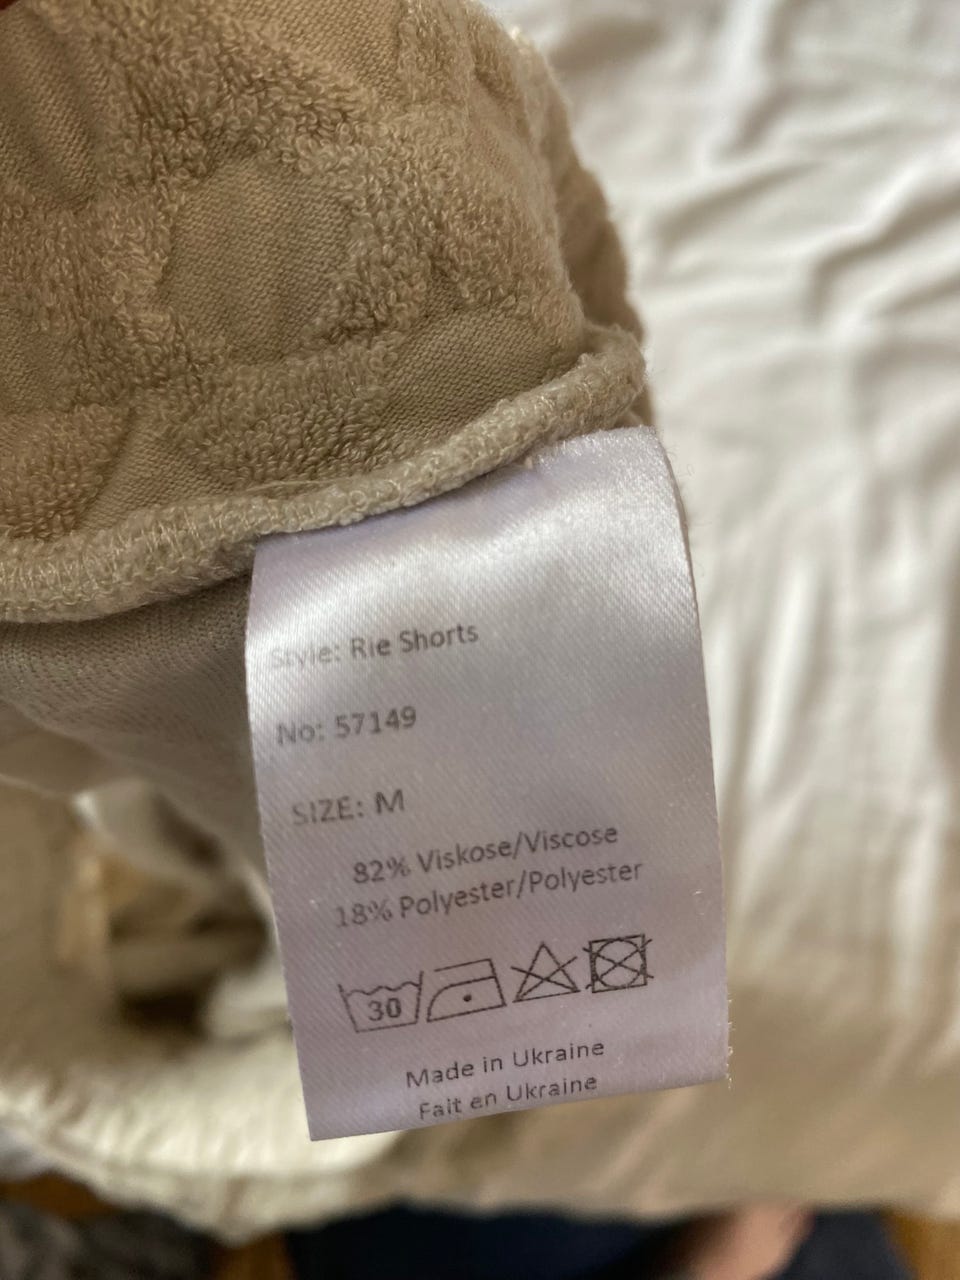 Style: Rie Shorts
No: 57149
SIZE: M
82% Viskose/Viscose
18% Polyester/Polyester
30
Made in Ukraine
Fait en Ukraine